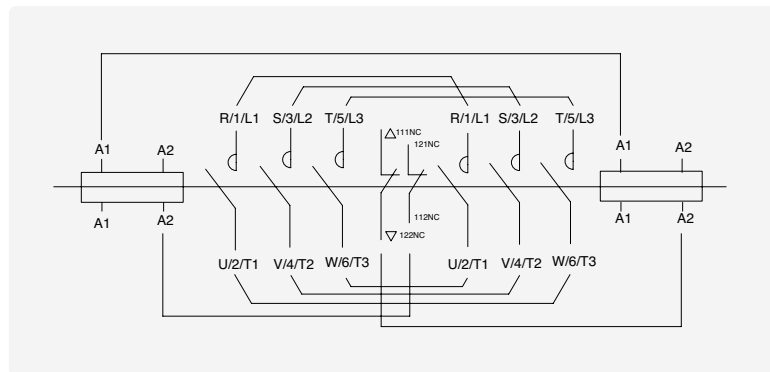 R/1/L1 S/3/L2 T/5/L3 111NC R/1/L1 S/3/L2 T/5/L3
121NC
A1 A2 A1 A2
A1 A2 A1 A2
112NC
122NC
U/2/T1 V/4/T2 W/6/T3 U/2/T1 V/4/T2 W/6/T3